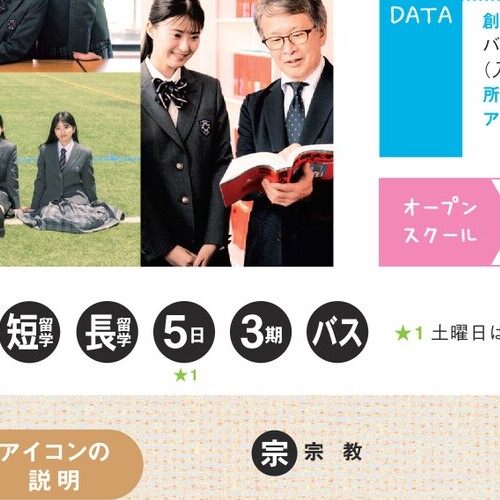 DATA
創
バ
所
ア
オープン
スクール
短留学
長留学
5日
3期
バス
★1
★1 土曜日は
アイコンの
説明
宗 宗 教